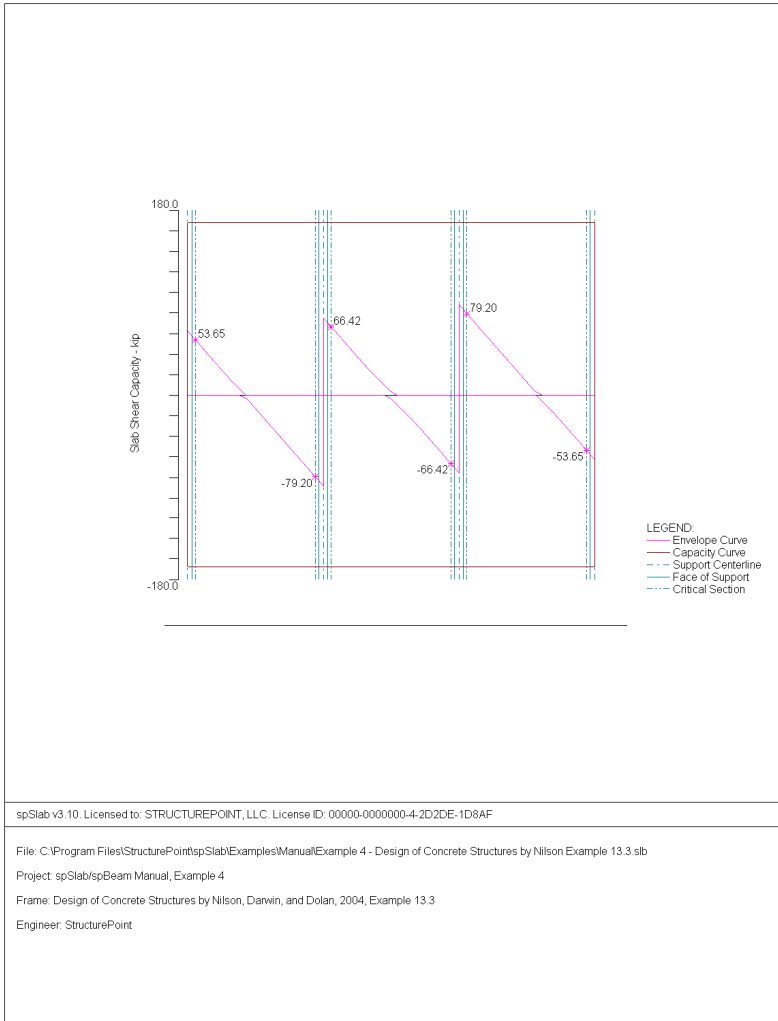 180.0
Slab Shear Capacity - kip
53.65
66.42
79.20
-79.20
-66.42
-53.65
-180.0
LEGEND:
Envelope Curve
Capacity Curve
Support Centerline
Face of Support
Critical Section
spSlab v3.10. Licensed to: STRUCTUREPOINT, LLC. License ID: 00000-0000000-4-2D2DE-1D8AF
File: C:\Program Files\StructurePoint\spSlab\Examples\Manual\Example 4 - Design of Concrete Structures by Nilson Example 13.3.slb
Project: spSlab/spBeam Manual, Example 4
Frame: Design of Concrete Structures by Nilson, Darwin, and Dolan, 2004, Example 13.3
Engineer: StructurePoint